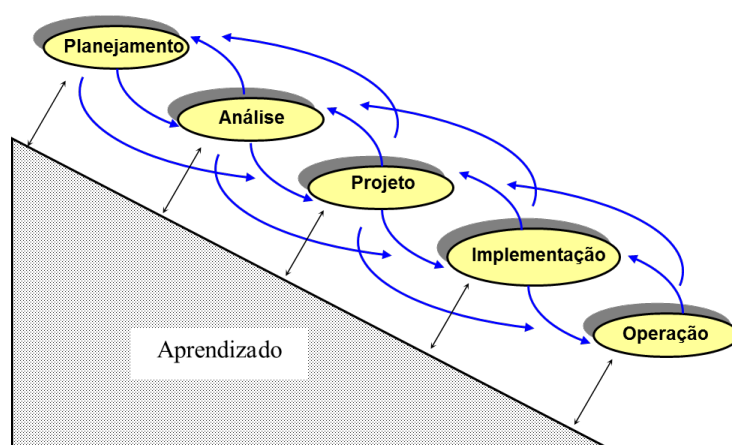 Planejamento
Análise
Projeto
Implementação
Operação
Aprendizado